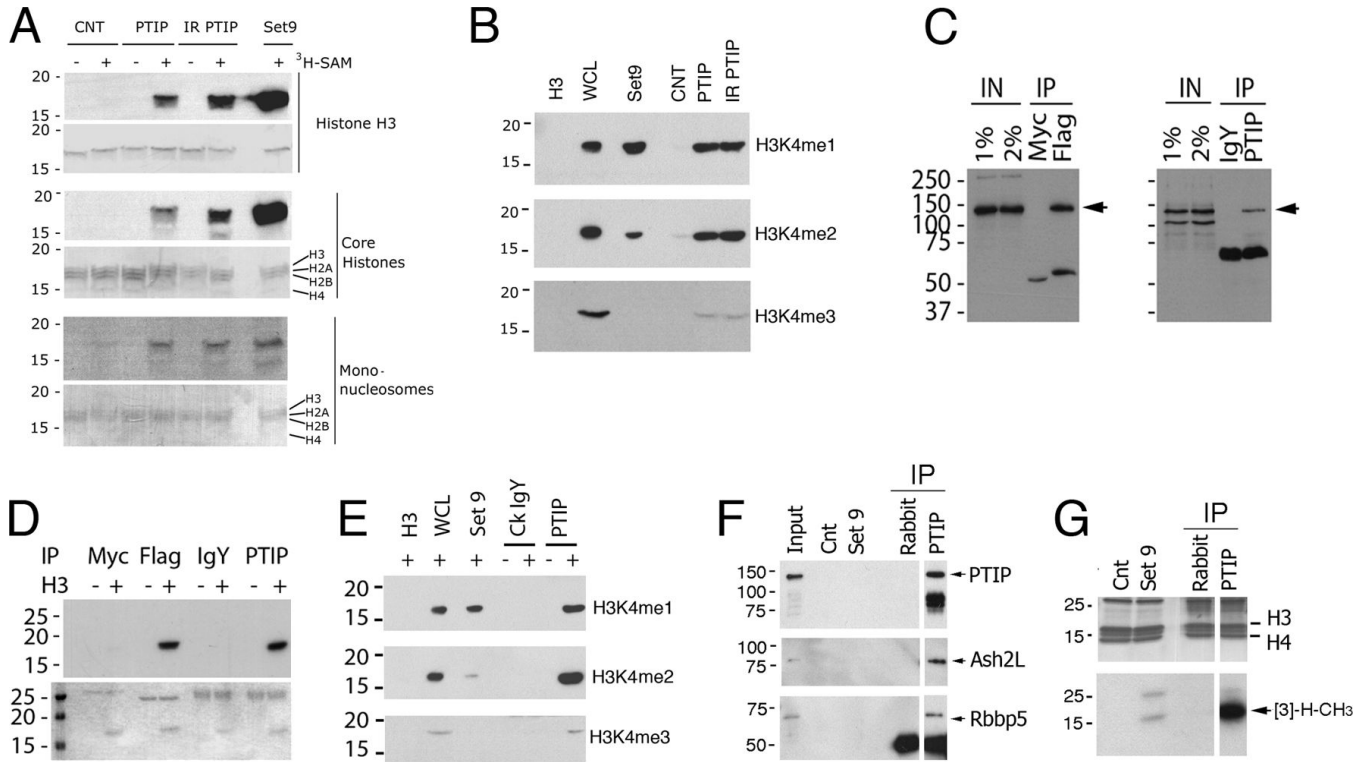 A
CNT PTIP IR PTIP Set9
- + - + - + + ³H-SAM
20 -
15 -
Histone H3
15 -
20 -
15 -
Core
Histones
H3
H2A
H2B
H4
15 -
20 -
15 -
Mono-
nucleosomes
20 -
15 -
H3
H2A
H2B
H4
B
H3 WCL Set9 CNT PTIP IR PTIP
20
15
H3K4me1
20
15
H3K4me2
20
15
H3K4me3
C
IN IP IN IP
1% 2% Myc Flag 1% 2% IgY PTIP
250
150
100
75
50
37
D
IP Myc Flag IgY PTIP
H3 - + - + - + - +
25
20
15
25
20
15
E
H3 WCL Set 9 Ck IgY PTIP
+ + + - + - +
20
15
H3K4me1
20
15
H3K4me2
20
15
H3K4me3
F
IP
Input Cnt Set 9 Rabbit PTIP
150
100
75
PTIP
100
75
Ash2L
75
50
Rbbp5
G
IP
Cnt Set 9 Rabbit PTIP
25
15
H3
H4
25
15
[3]-H-CH₃